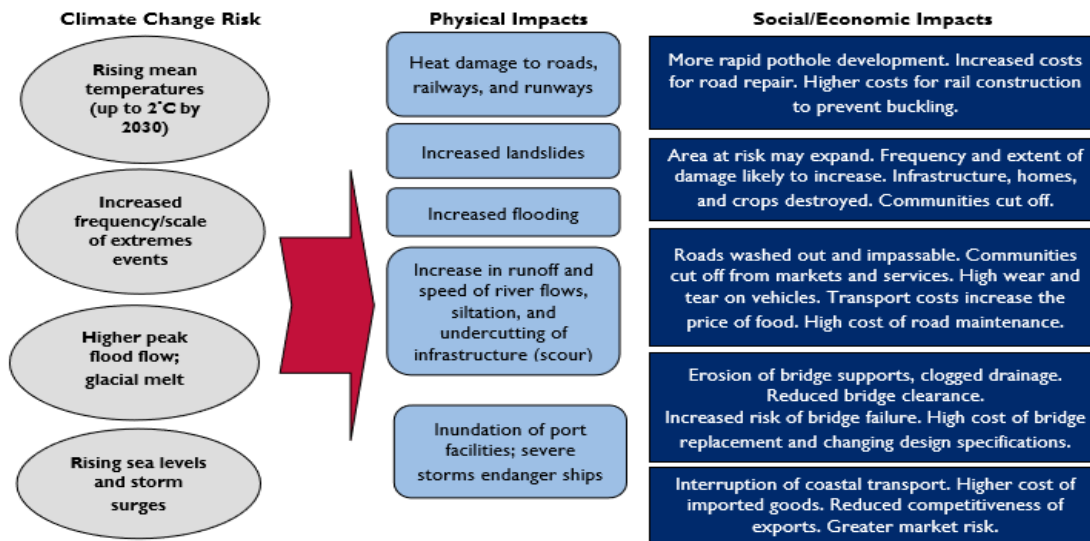 Climate Change Risk
Rising mean
temperatures
(up to 2˚C by
2030)
Increased
frequency/scale
of extremes
events
Higher peak
flood flow;
glacial melt
Rising sea levels
and storm
surges
Physical Impacts
Heat damage to roads,
railways, and runways
Increased landslides
Increased flooding
Increase in runoff and
speed of river flows,
siltation, and
undercutting of
infrastructure (scour)
Inundation of port
facilities; severe
storms endanger ships
Social/Economic Impacts
More rapid pothole development. Increased costs
for road repair. Higher costs for rail construction
to prevent buckling.
Area at risk may expand. Frequency and extent of
damage likely to increase. Infrastructure, homes,
and crops destroyed. Communities cut off.
Roads washed out and impassable. Communities
cut off from markets and services. High wear and
tear on vehicles. Transport costs increase the
price of food. High cost of road maintenance.
Erosion of bridge supports, clogged drainage.
Reduced bridge clearance.
Increased risk of bridge failure. High cost of bridge
replacement and changing design specifications.
Interruption of coastal transport. Higher cost of
imported goods. Reduced competitiveness of
exports. Greater market risk.